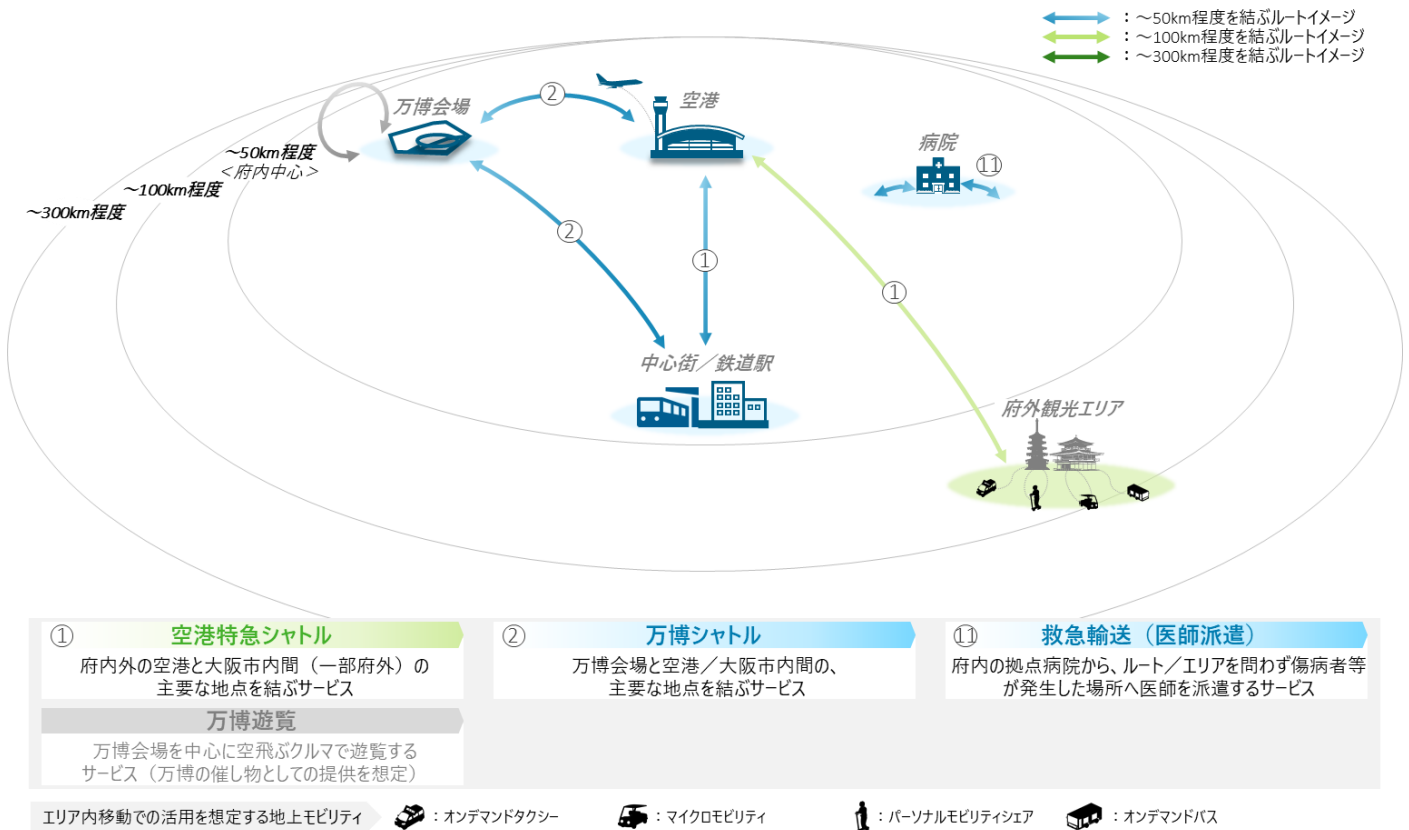 ：～50km程度を結ぶルートイメージ
：～100km程度を結ぶルートイメージ
：～300km程度を結ぶルートイメージ
万博会場
②
空港
病院
⑪
～50km程度
＜府内中心＞
～100km程度
～300km程度
②
①
①
中心街／鉄道駅
府外観光エリア
① 空港特急シャトル
府内外の空港と大阪市内間（一部府外）の
主要な地点を結ぶサービス
② 万博シャトル
万博会場と空港／大阪市内間の、
主要な地点を結ぶサービス
⑪ 救急輸送（医師派遣）
府内の拠点病院から、ルート／エリアを問わず傷病者等
が発生した場所へ医師を派遣するサービス
万博遊覧
万博会場を中心に空飛ぶクルマで遊覧する
サービス（万博の催し物としての提供を想定）
エリア内移動での活用を想定する地上モビリティ ：オンデマンドタクシー ：マイクロモビリティ ：パーソナルモビリティシェア ：オンデマンドバス